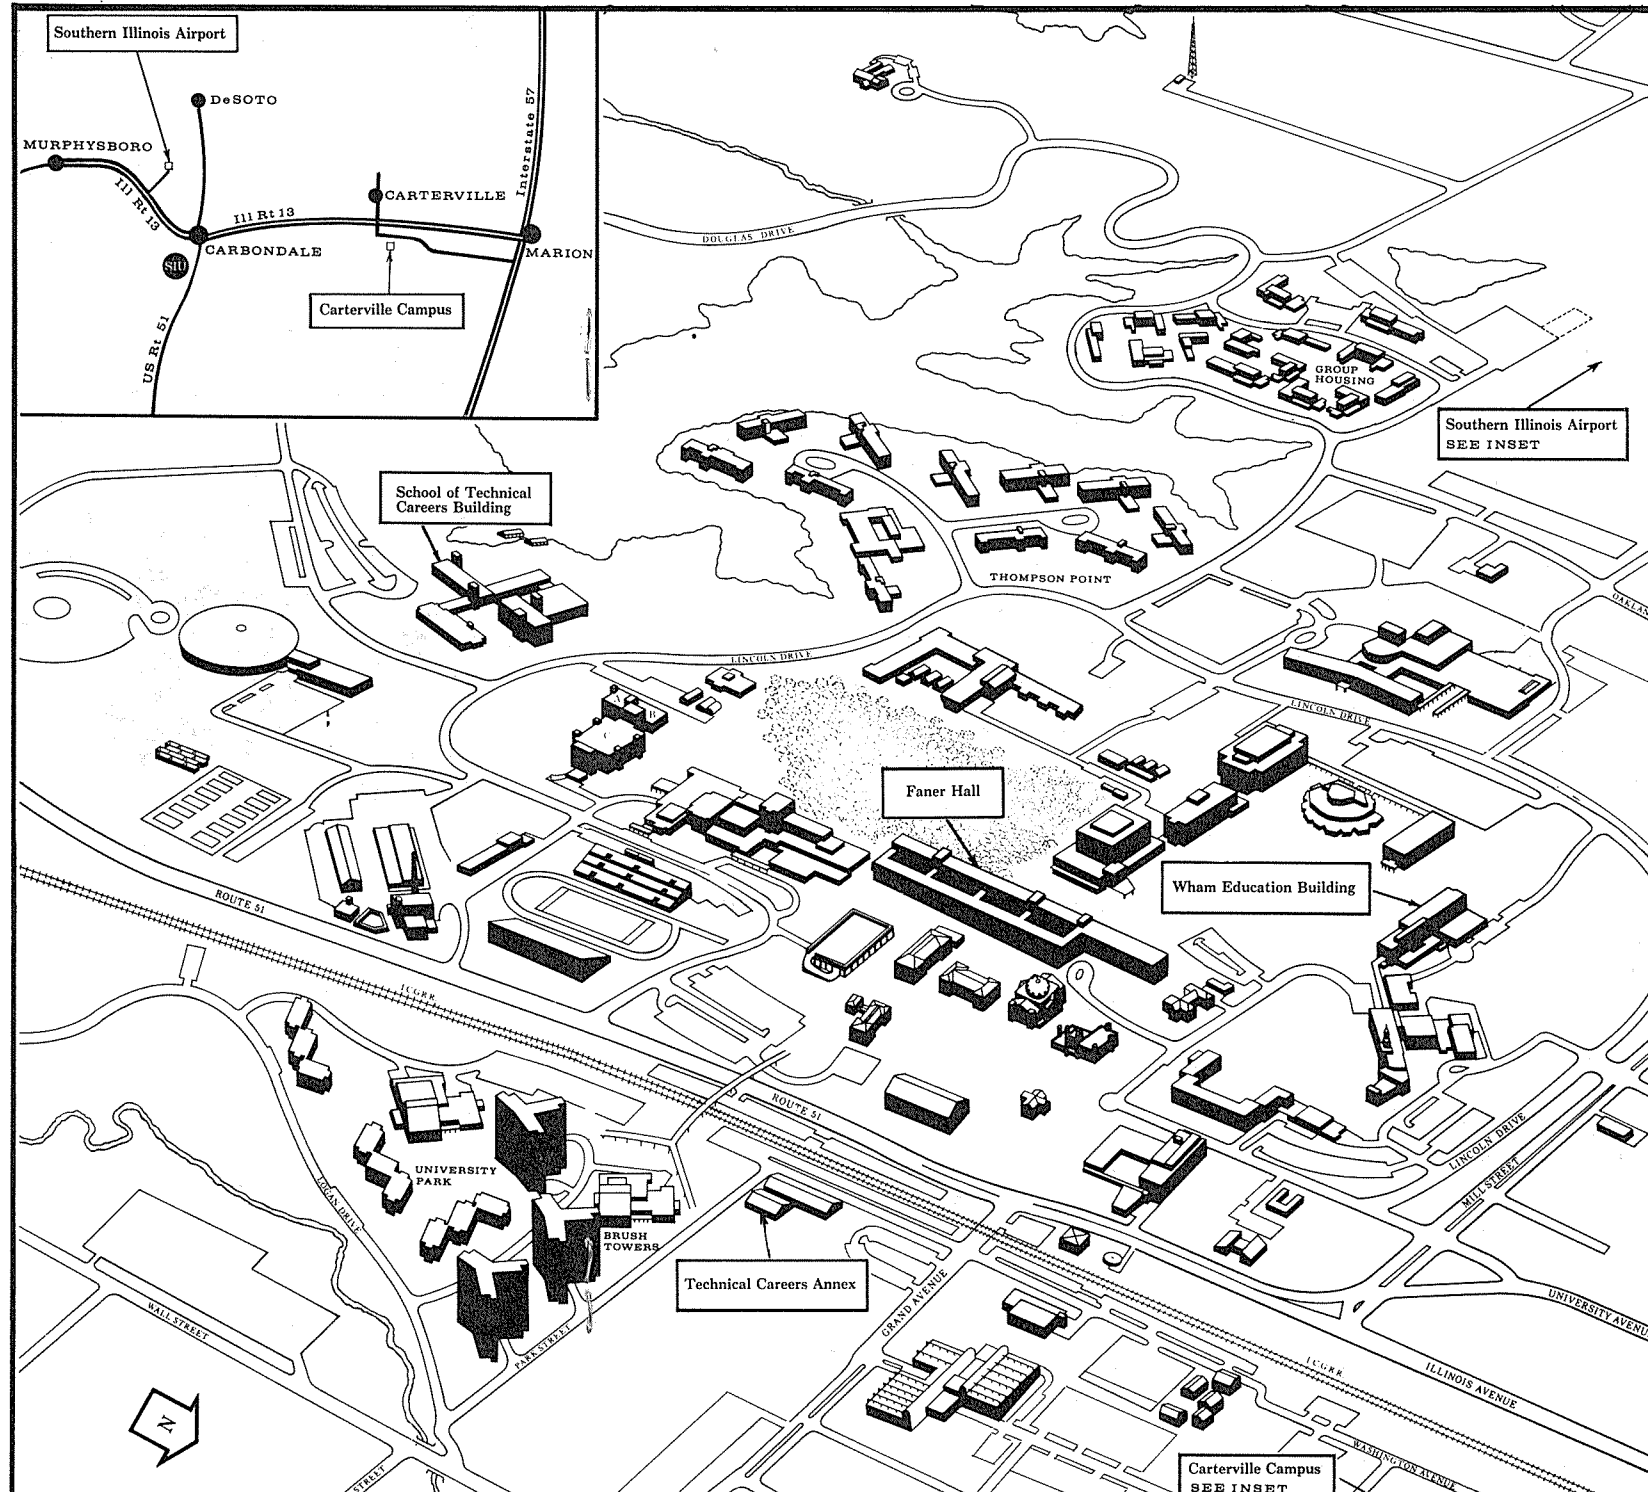 Southern Illinois Airport
DeSOTO
MURPHYSBORO
Interstate 57
CARTERVILLE
Ill Rt 13
Ill Rt 13
CARBONDALE
MARION
SIU
Carterville Campus
US Rt 51
DOUGLAS DRIVE
GROUP
HOUSING
Southern Illinois Airport
SEE INSET
School of Technical
Careers Building
THOMPSON POINT
LINCOLN DRIVE
LINCOLN DRIVE
A
B
C
Faner Hall
Wham Education Building
ROUTE 51
ICGRR
ROUTE 51
LINCOLN DRIVE
MILL STREET
UNIVERSITY
PARK
LOGAN DRIVE
BRUSH
TOWERS
Technical Careers Annex
GRAND AVENUE
WALL STREET
PARK STREET
UNIVERSITY AVENU
ICGRR
ILLINOIS AVENUE
N
WASHINGTON AVENUE
STREET
Carterville Campus
SEE INSET